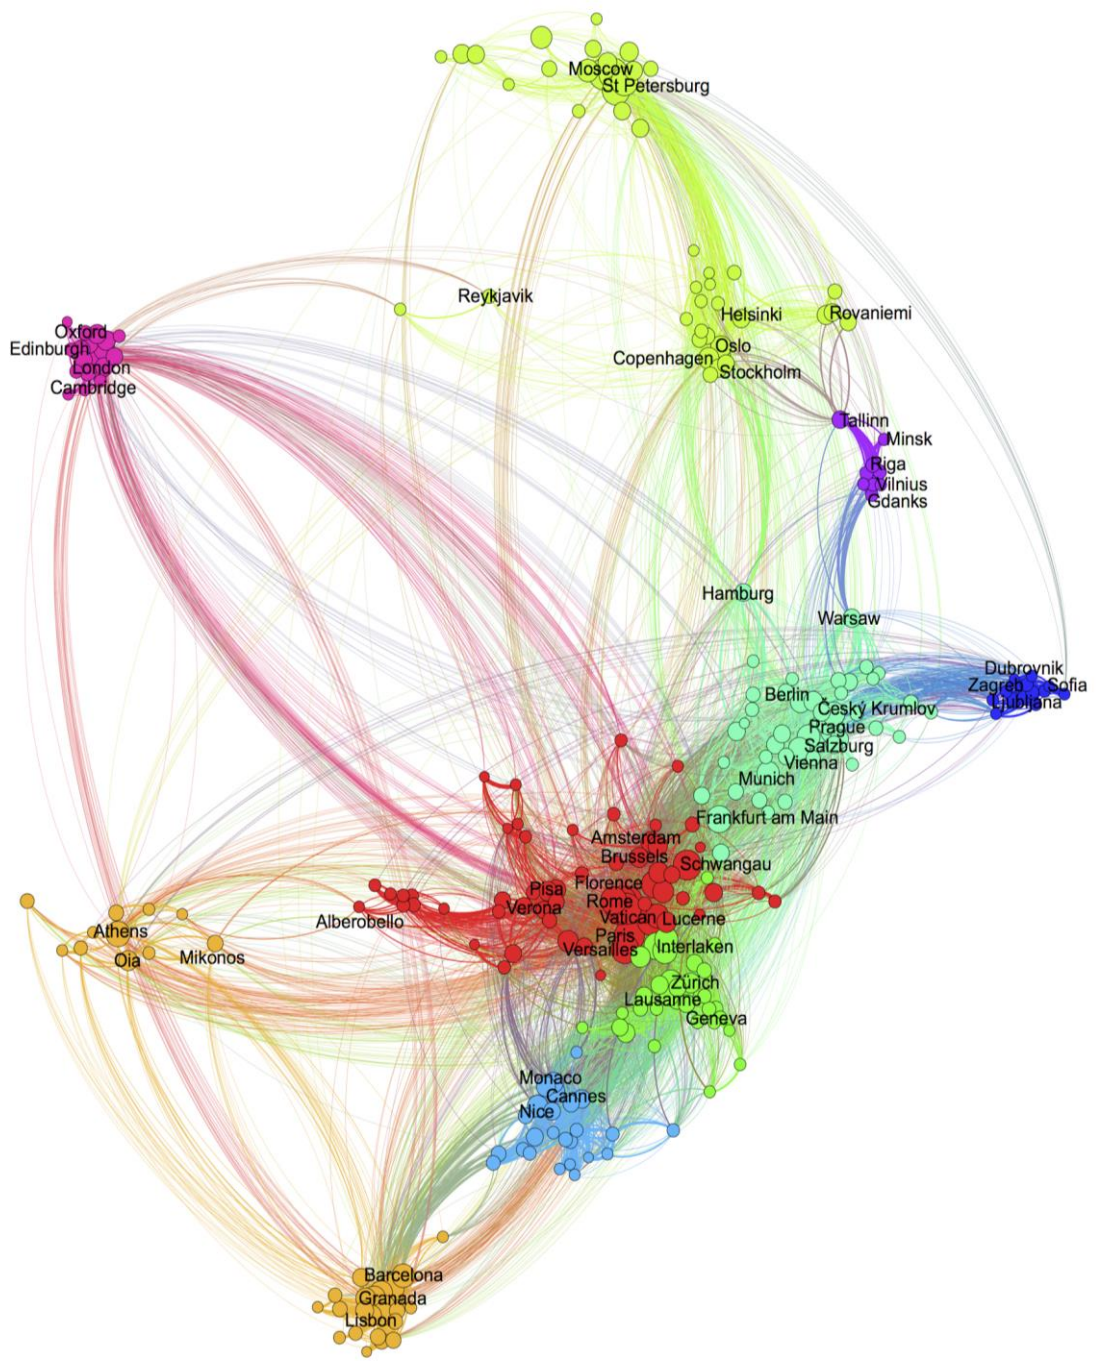 Moscow
St Petersburg
Reykjavik
Helsinki
Rovaniemi
Oxford
Edinburgh
London
Cambridge
Oslo
Copenhagen
Stockholm
Tallinn
Minsk
Riga
Vilnius
Gdanks
Hamburg
Warsaw
Dubrovnik
Zagreb
Sofia
Ljubljana
Berlin
Český Krumlov
Prague
Salzburg
Vienna
Munich
Frankfurt am Main
Amsterdam
Brussels
Schwangau
Florence
Pisa
Rome
Verona
Vatican
Lucerne
Alberobello
Paris
Versailles
Interlaken
Athens
Oia
Mikonos
Zürich
Lausanne
Geneva
Monaco
Cannes
Nice
Barcelona
Granada
Lisbon